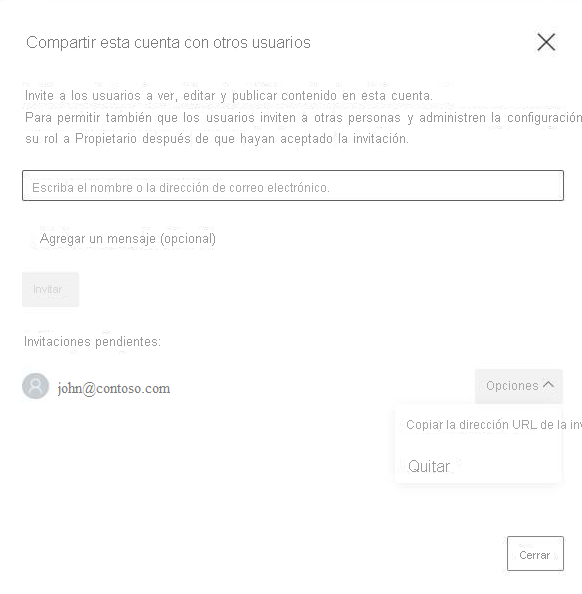 Compartir esta cuenta con otros usuarios
Invite a los usuarios a ver, editar y publicar contenido en esta cuenta.
Para permitir también que los usuarios inviten a otras personas y administren la configuración
su rol a Propietario después de que hayan aceptado la invitación.
Escriba el nombre o la dirección de correo electrónico.
Agregar un mensaje (opcional)
Invitar
Invitaciones pendientes:
john@contoso.com
Opciones
Copiar la dirección URL de la inv
Quitar
Cerrar